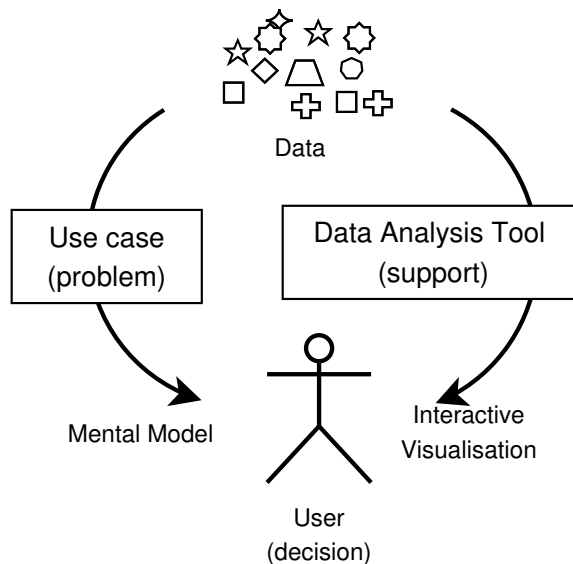 Data
Use case
(problem)
Data Analysis Tool
(support)
Mental Model
Interactive
Visualisation
User
(decision)